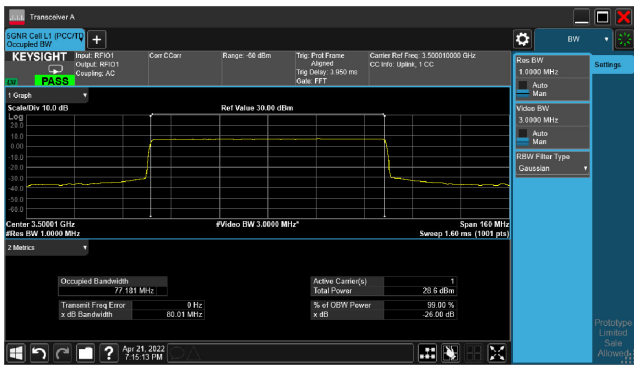 Transceiver A
5GNR Cell L1 (PCC/TD
Occupied BW
BW
KEYSIGHT
PASS
Input: RFIO1
Output: RFIO1
Coupling: AC
Corr CCorr
Range: -60 dBm
Trig: Prot Frame
Aligned
Trig Delay: 3.950 ms
Gate: FFT
Carrier Ref Freq: 3.500010000 GHz
CC Info: Uplink, 1 CC
Res BW
1.0000 MHz
Auto
Man
Settings
Video BW
3.0000 MHz
Auto
Man
RBW Filter Type
Gaussian
1 Graph
Scale/Div 10.0 dB
Ref Value 30.00 dBm
Log
20.0
10.0
0.00
-10.0
-20.0
-30.0
-40.0
-50.0
-60.0
Center 3.50001 GHz
#Video BW 3.0000 MHz*
Span 160 MHz
#Res BW 1.0000 MHz
Sweep 1.60 ms (1001 pts)
2 Metrics
Occupied Bandwidth
77.181 MHz
Active Carrier(s) 1
Total Power 28.6 dBm
Transmit Freq Error 0 Hz
x dB Bandwidth 80.01 MHz
% of OBW Power 99.00 %
x dB -26.00 dB
Prototype
Limited
Sale
Allowed
Apr 21, 2022
7:15:13 PM